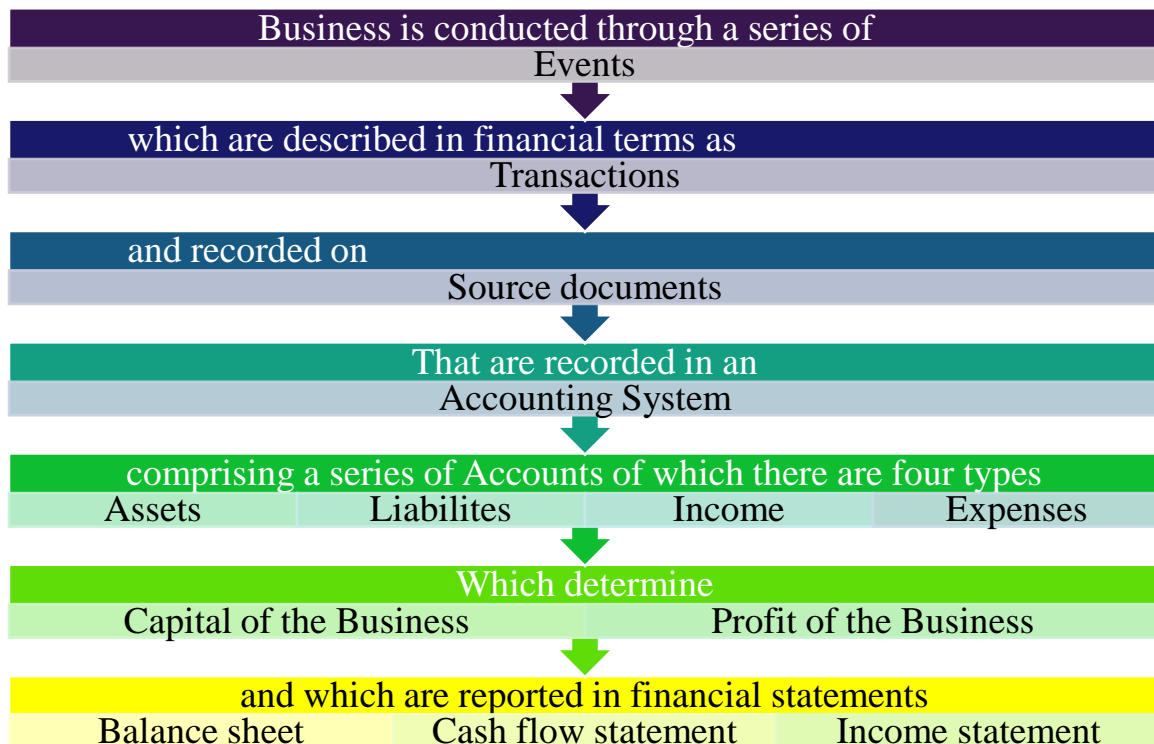 Business is conducted through a series of
Events
which are described in financial terms as
Transactions
and recorded on
Source documents
That are recorded in an
Accounting System
comprising a series of Accounts of which there are four types
Assets Liabilites Income Expenses
Which determine
Capital of the Business Profit of the Business
and which are reported in financial statements
Balance sheet Cash flow statement Income statement